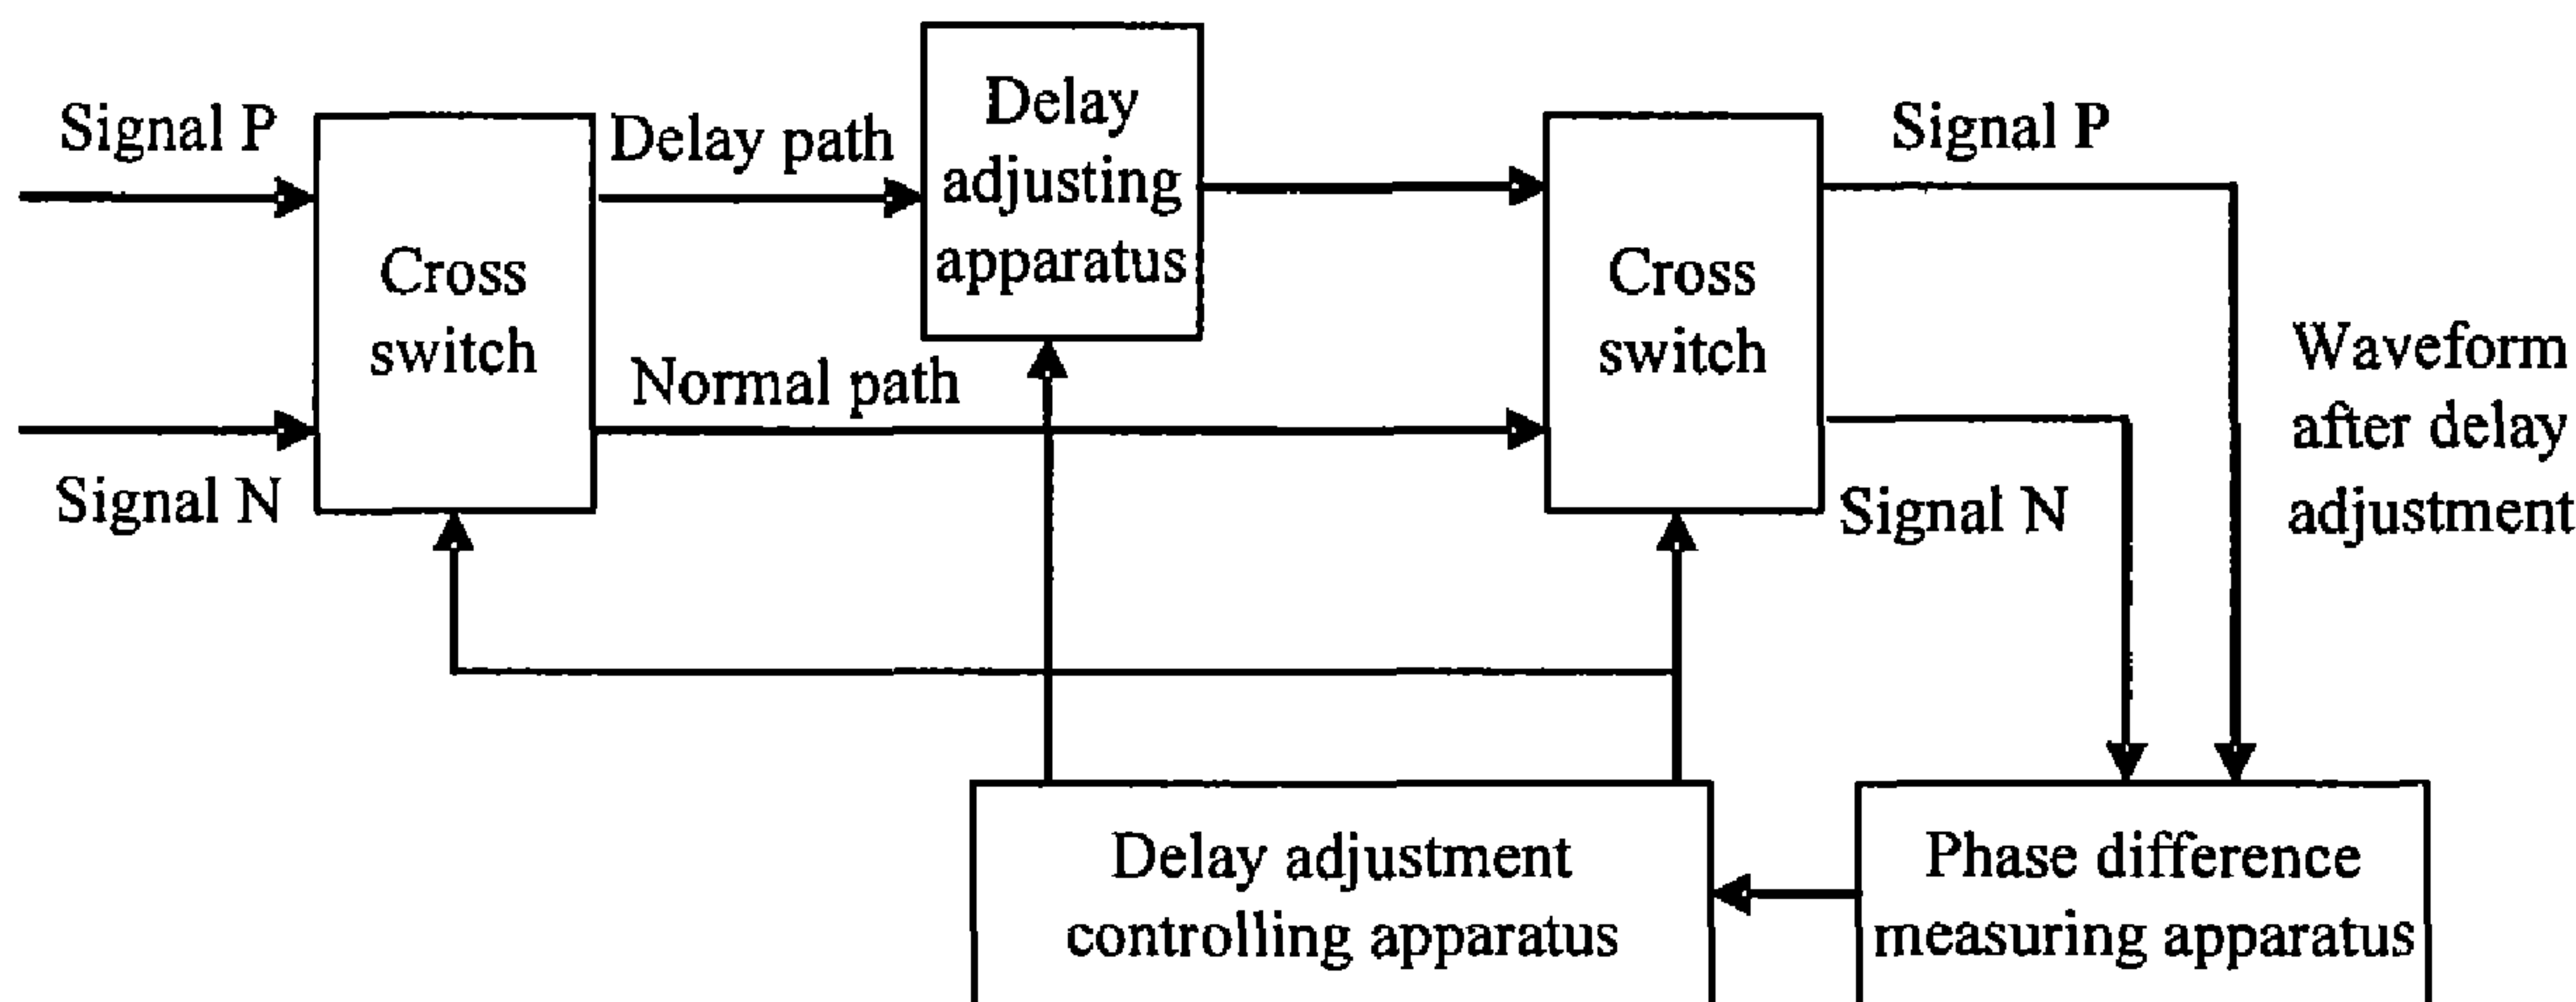 Signal P
Signal N
Cross
switch
Delay path
Normal path
Delay
adjusting
apparatus
Cross
switch
Signal P
Signal N
Waveform
after delay
adjustment
Delay adjustment
controlling apparatus
Phase difference
measuring apparatus